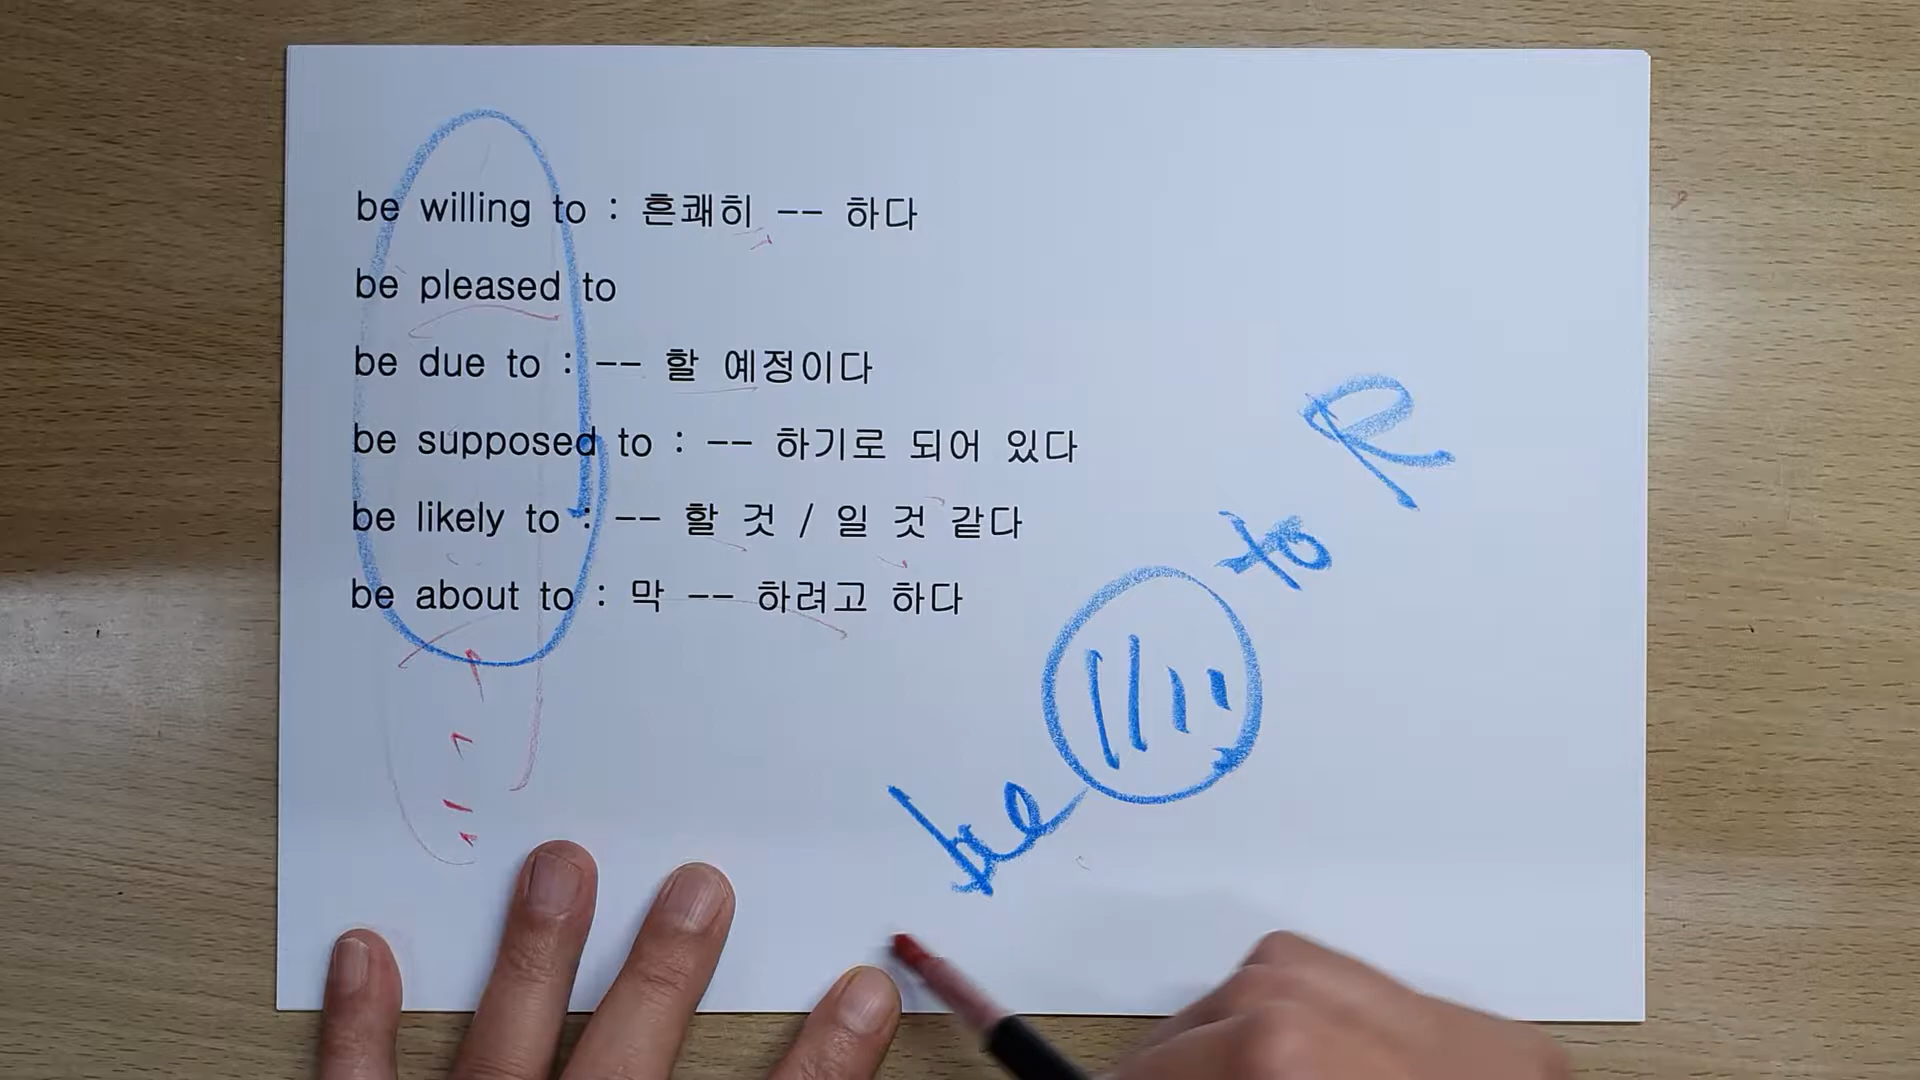 be willing to : 흔쾌히 -- 하다
be pleased to
be due to : -- 할 예정이다
be supposed to : -- 하기로 되어 있다
be likely to : -- 할 것 / 일 것 같다
be about to : 막 -- 하려고 하다
be to R